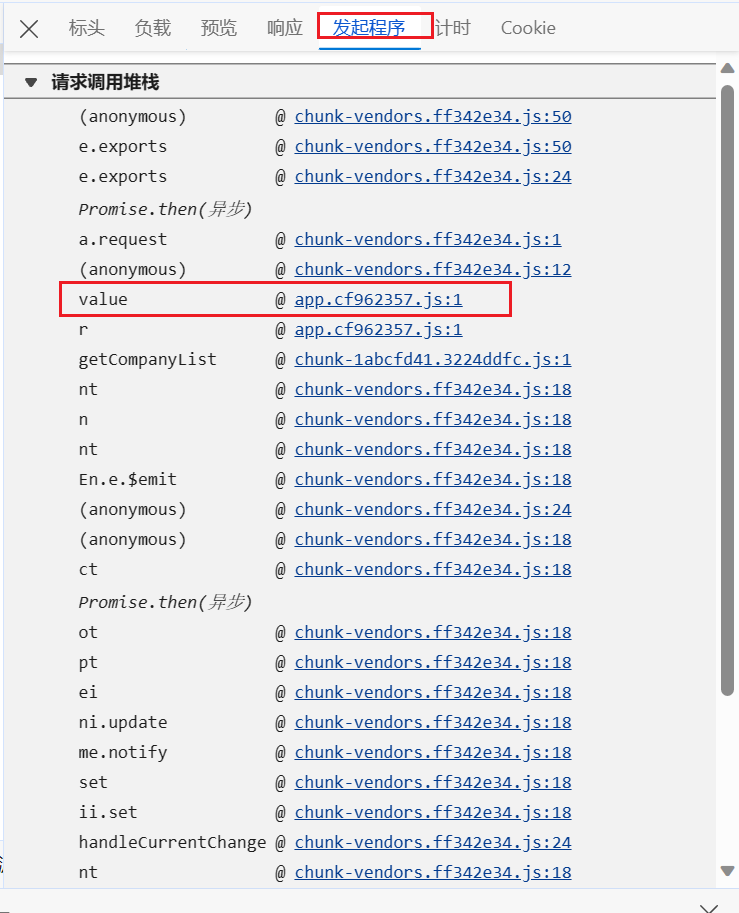 标头 负载 预览 响应 发起程序 计时 Cookie
请求调用堆栈
(anonymous) @ chunk-vendors.ff342e34.js:50
e.exports @ chunk-vendors.ff342e34.js:50
e.exports @ chunk-vendors.ff342e34.js:24
Promise.then(异步)
a.request @ chunk-vendors.ff342e34.js:1
(anonymous) @ chunk-vendors.ff342e34.js:12
value @ app.cf962357.js:1
r @ app.cf962357.js:1
getCompanyList @ chunk-1abcfd41.3224ddfc.js:1
nt @ chunk-vendors.ff342e34.js:18
n @ chunk-vendors.ff342e34.js:18
nt @ chunk-vendors.ff342e34.js:18
En.e.$emit @ chunk-vendors.ff342e34.js:18
(anonymous) @ chunk-vendors.ff342e34.js:24
(anonymous) @ chunk-vendors.ff342e34.js:18
ct @ chunk-vendors.ff342e34.js:18
Promise.then(异步)
ot @ chunk-vendors.ff342e34.js:18
pt @ chunk-vendors.ff342e34.js:18
ei @ chunk-vendors.ff342e34.js:18
ni.update @ chunk-vendors.ff342e34.js:18
me.notify @ chunk-vendors.ff342e34.js:18
set @ chunk-vendors.ff342e34.js:18
ii.set @ chunk-vendors.ff342e34.js:18
handleCurrentChange @ chunk-vendors.ff342e34.js:24
nt @ chunk-vendors.ff342e34.js:18